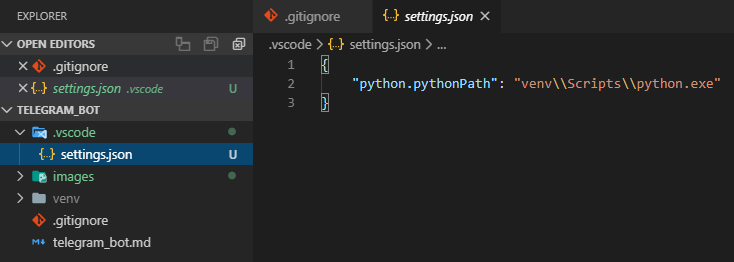 EXPLORER
OPEN EDITORS
.gitignore
settings.json .vscode U
TELEGRAM_BOT
.vscode
settings.json U
images
venv
.gitignore
telegram_bot.md
.gitignore
settings.json
.vscode > settings.json > ...
1 {
2 "python.pythonPath": "venv\\Scripts\\python.exe"
3 }